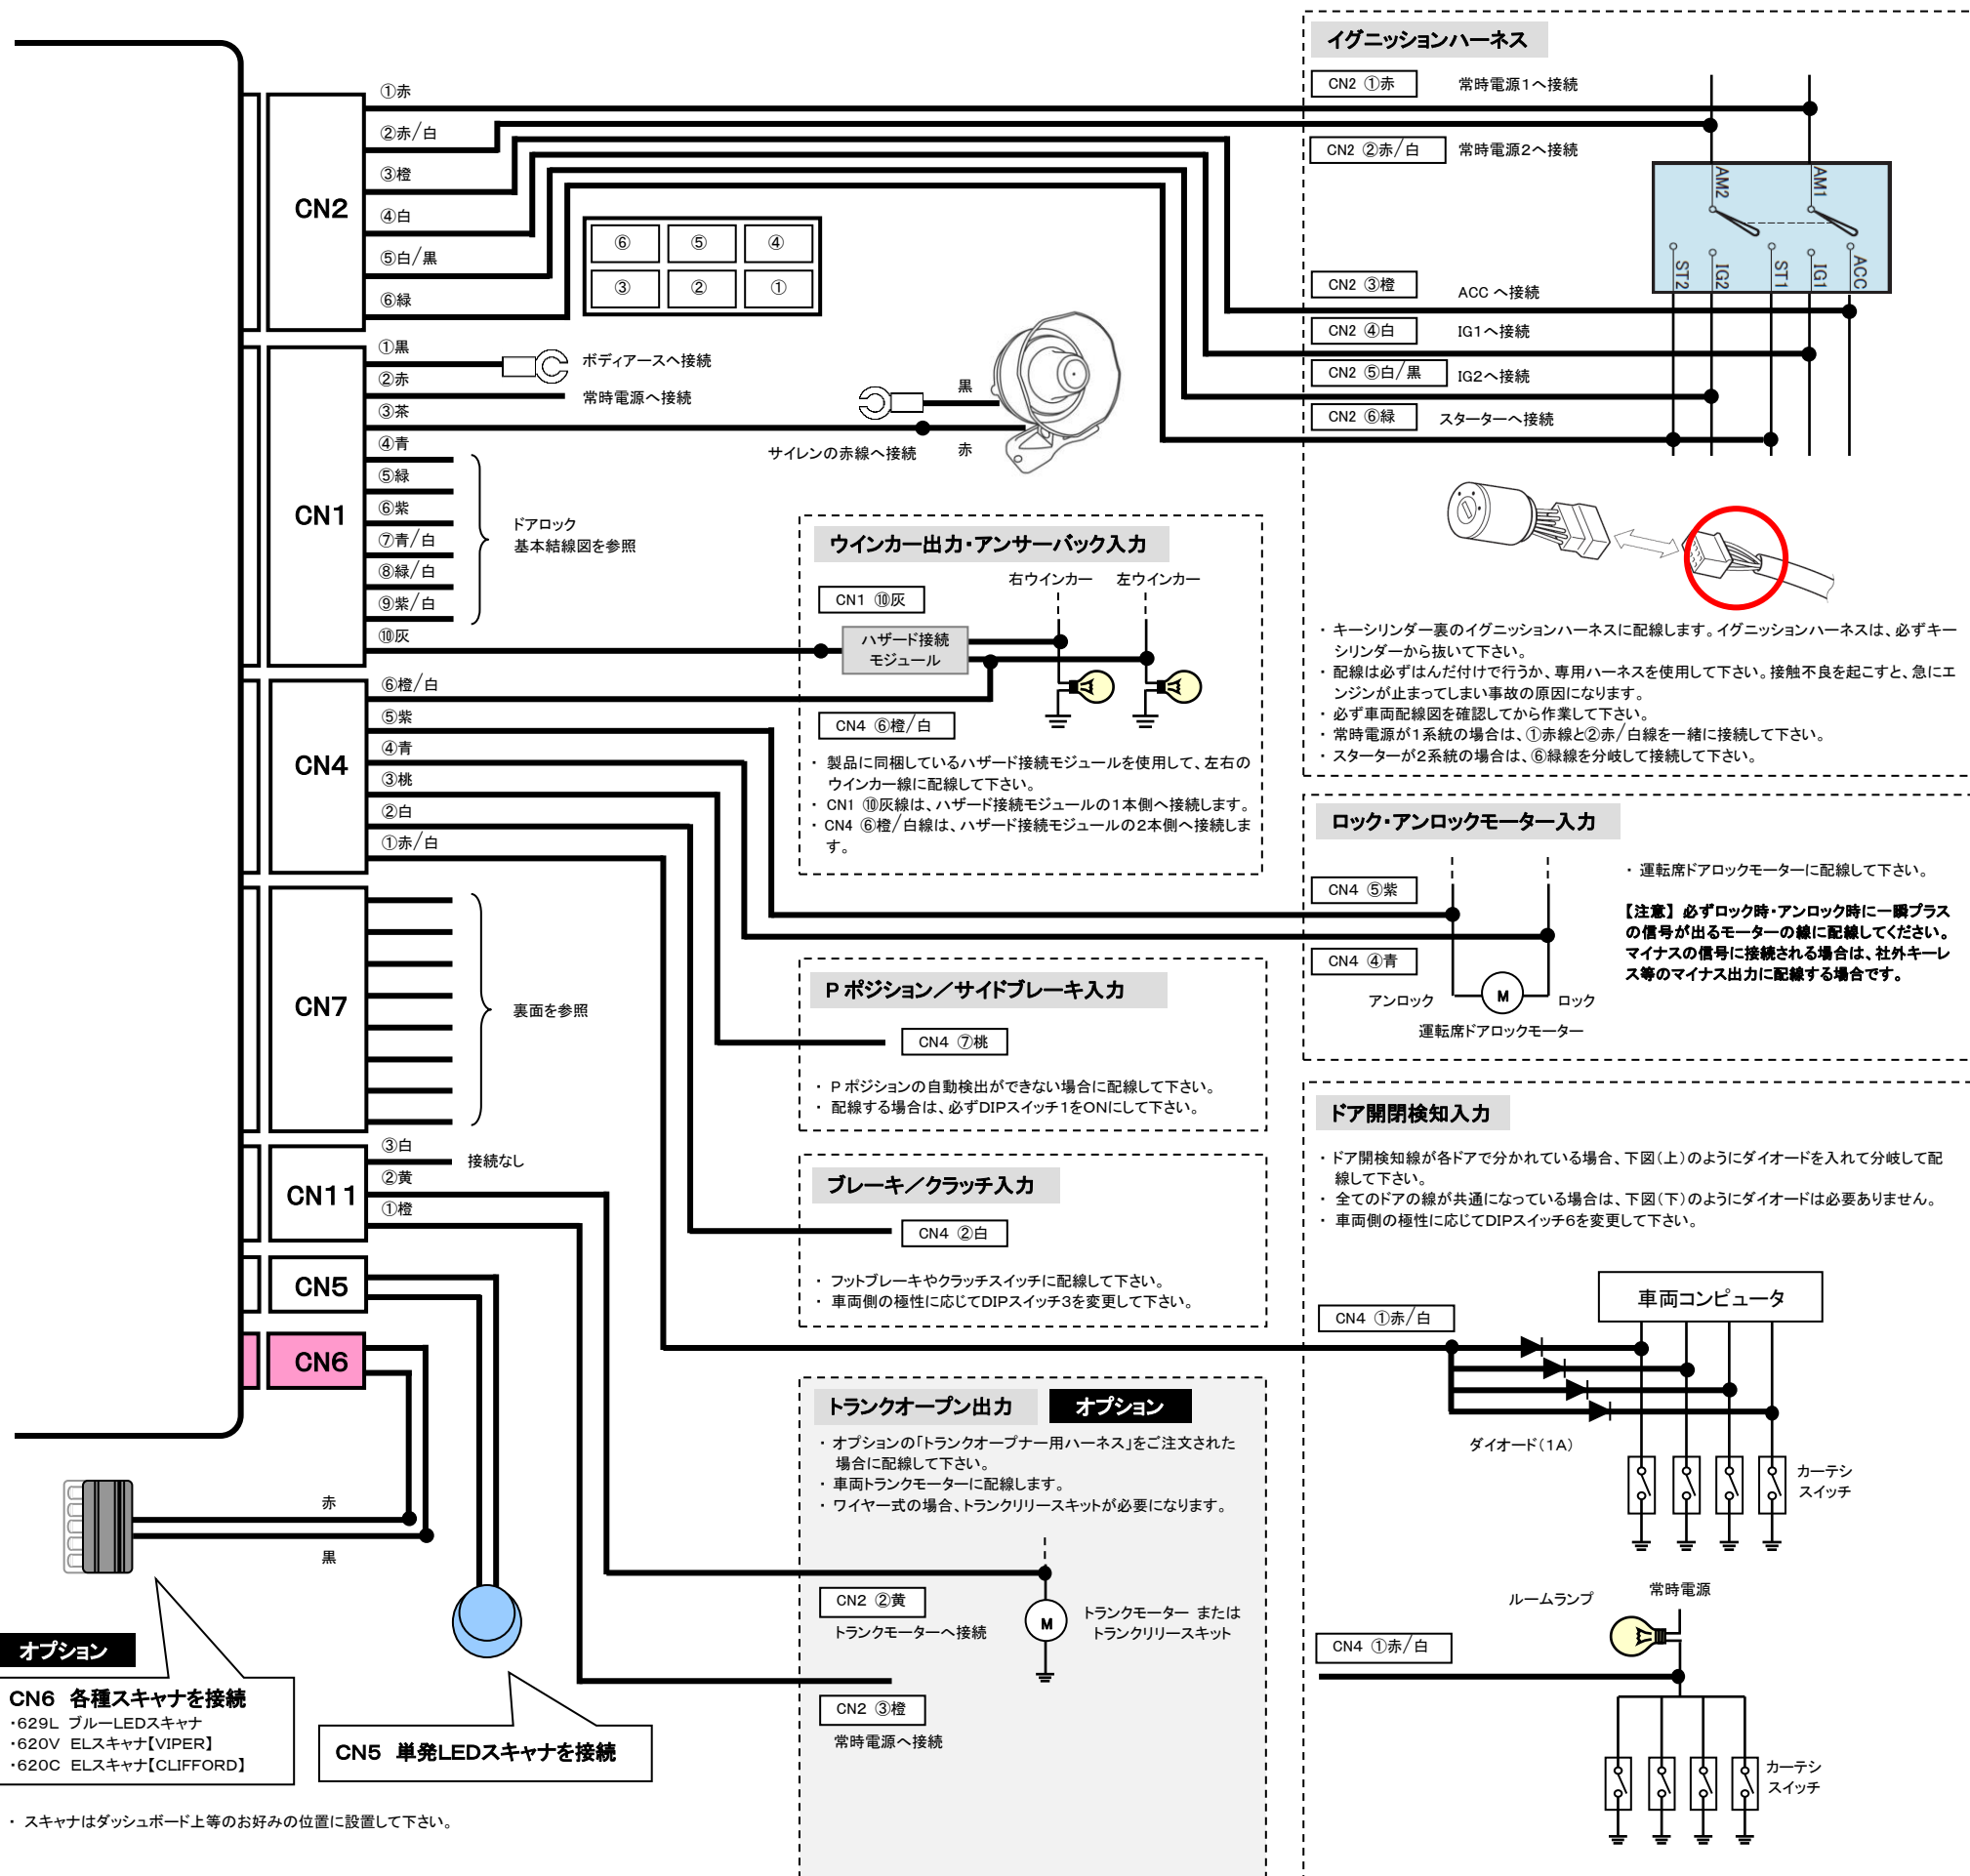 ①赤
②赤/白
③橙
④白
⑤白/黒
⑥緑
CN2
⑥ ⑤ ④
③ ② ①
①黒
②赤
③茶
④青
⑤緑
⑥紫
⑦青/白
⑧緑/白
⑨紫/白
⑩灰
CN1
ボディアースへ接続
常時電源へ接続
サイレンの赤線へ接続
黒
赤
ドアロック
基本結線図を参照
⑥橙/白
⑤紫
④青
③桃
②白
①赤/白
CN4
CN7
裏面を参照
③白
②黄
①橙
CN11
接続なし
CN5
CN6
赤
黒
オプション
CN6 各種スキャナを接続
・629L ブルーLEDスキャナ
・620V ELスキャナ【VIPER】
・620C ELスキャナ【CLIFFORD】
CN5 単発LEDスキャナを接続
・ スキャナはダッシュボード上等のお好みの位置に設置して下さい。
ウインカー出力・アンサーバック入力
CN1 ⑩灰
右ウインカー 左ウインカー
ハザード接続
モジュール
CN4 ⑥橙/白
・ 製品に同梱しているハザード接続モジュールを使用して、左右の
ウインカー線に配線して下さい。
・ CN1 ⑩灰線は、ハザード接続モジュールの1本側へ接続します。
・ CN4 ⑥橙/白線は、ハザード接続モジュールの2本側へ接続しま
す。
P ポジション/サイドブレーキ入力
CN4 ⑦桃
・ P ポジションの自動検出ができない場合に配線して下さい。
・ 配線する場合は、必ずDIPスイッチ1をONにして下さい。
ブレーキ/クラッチ入力
CN4 ②白
・ フットブレーキやクラッチスイッチに配線して下さい。
・ 車両側の極性に応じてDIPスイッチ3を変更して下さい。
トランクオープン出力 オプション
・ オプションの「トランクオープナー用ハーネス」をご注文された
場合に配線して下さい。
・ 車両トランクモーターに配線します。
・ ワイヤー式の場合、トランクリリースキットが必要になります。
CN2 ②黄
トランクモーターへ接続
M
トランクモーター または
トランクリリースキット
CN2 ③橙
常時電源へ接続
イグニッションハーネス
CN2 ①赤 常時電源1へ接続
CN2 ②赤/白 常時電源2へ接続
AM2 AM1
ST2 IG2 ST1 IG1 ACC
CN2 ③橙 ACC へ接続
CN2 ④白 IG1へ接続
CN2 ⑤白/黒 IG2へ接続
CN2 ⑥緑 スターターへ接続
・ キーシリンダー裏のイグニッションハーネスに配線します。イグニッションハーネスは、必ずキー
シリンダーから抜いて下さい。
・ 配線は必ずはんだ付けで行うか、専用ハーネスを使用して下さい。接触不良を起こすと、急にエ
ンジンが止まってしまい事故の原因になります。
・ 必ず車両配線図を確認してから作業して下さい。
・ 常時電源が1系統の場合は、①赤線と②赤/白線を一緒に接続して下さい。
・ スターターが2系統の場合は、⑥緑線を分岐して接続して下さい。
ロック・アンロックモーター入力
CN4 ⑤紫
CN4 ④青
アンロック M ロック
運転席ドアロックモーター
・ 運転席ドアロックモーターに配線して下さい。
【注意】 必ずロック時・アンロック時に一瞬プラス
の信号が出るモーターの線に配線してください。
マイナスの信号に接続される場合は、社外キーレ
ス等のマイナス出力に配線する場合です。
ドア開閉検知入力
・ ドア開検知線が各ドアで分かれている場合、下図(上)のようにダイオードを入れて分岐して配
線して下さい。
・ 全てのドアの線が共通になっている場合は、下図(下)のようにダイオードは必要ありません。
・ 車両側の極性に応じてDIPスイッチ6を変更して下さい。
車両コンピュータ
CN4 ①赤/白
ダイオード(1A)
カーテシ
スイッチ
ルームランプ
常時電源
CN4 ①赤/白
カーテシ
スイッチ